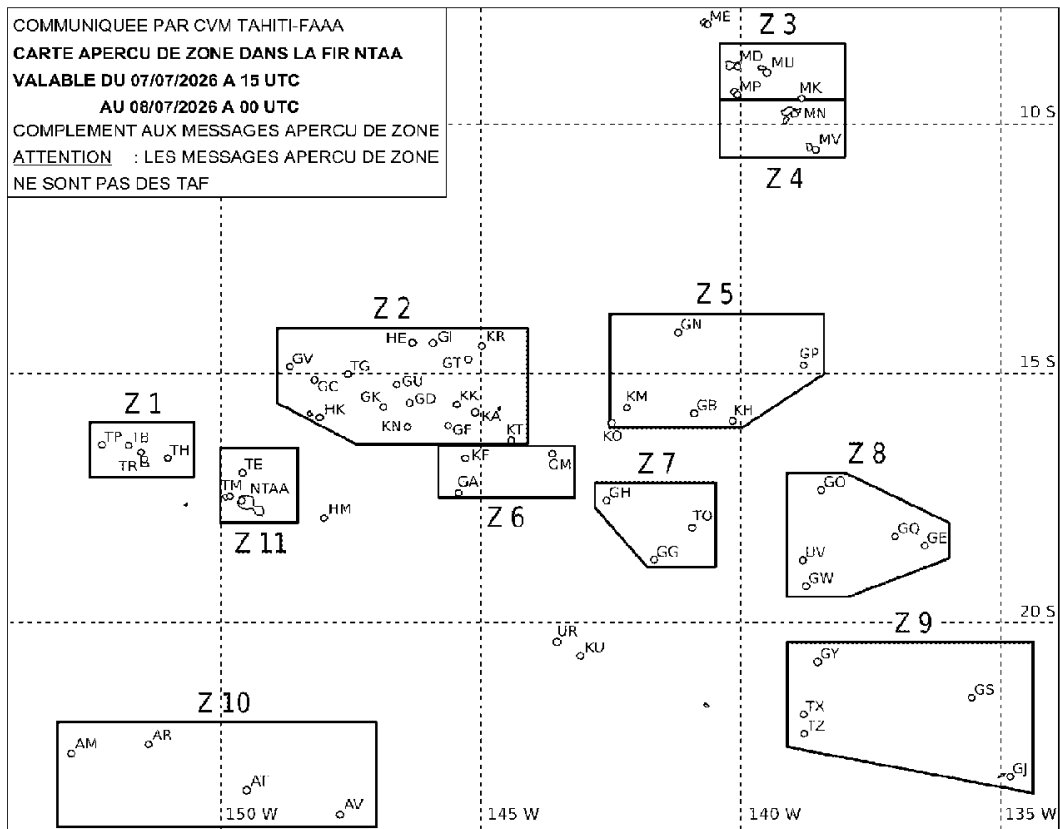 COMMUNIQUEE PAR CVM TAHITI-FAAA
CARTE APERCU DE ZONE DANS LA FIR NTAA
VALABLE DU 07/07/2026 A 15 UTC
AU 08/07/2026 A 00 UTC
COMPLEMENT AUX MESSAGES APERCU DE ZONE
ATTENTION : LES MESSAGES APERCU DE ZONE
NE SONT PAS DES TAF
ME
Z 3
MD
MU
MP
MK
MN
10 S
MV
Z 4
Z 2
Z 5
HE
GI
KR
GN
GV
TG
GT
GP
15 S
GC
GU
GK
GD
KK
KM
GB
KH
HK
KA
KN
GF
KT
KO
Z 1
TP
TB
TR
TH
TE
KF
GM
Z 7
Z 8
TM
NTAA
GA
GH
GO
HM
Z 6
TO
GQ
GE
Z 11
GG
UV
GW
20 S
UR
KU
Z 9
GY
GS
Z 10
TX
TZ
AM
AR
GJ
AT
AV
150 W
145 W
140 W
135 W